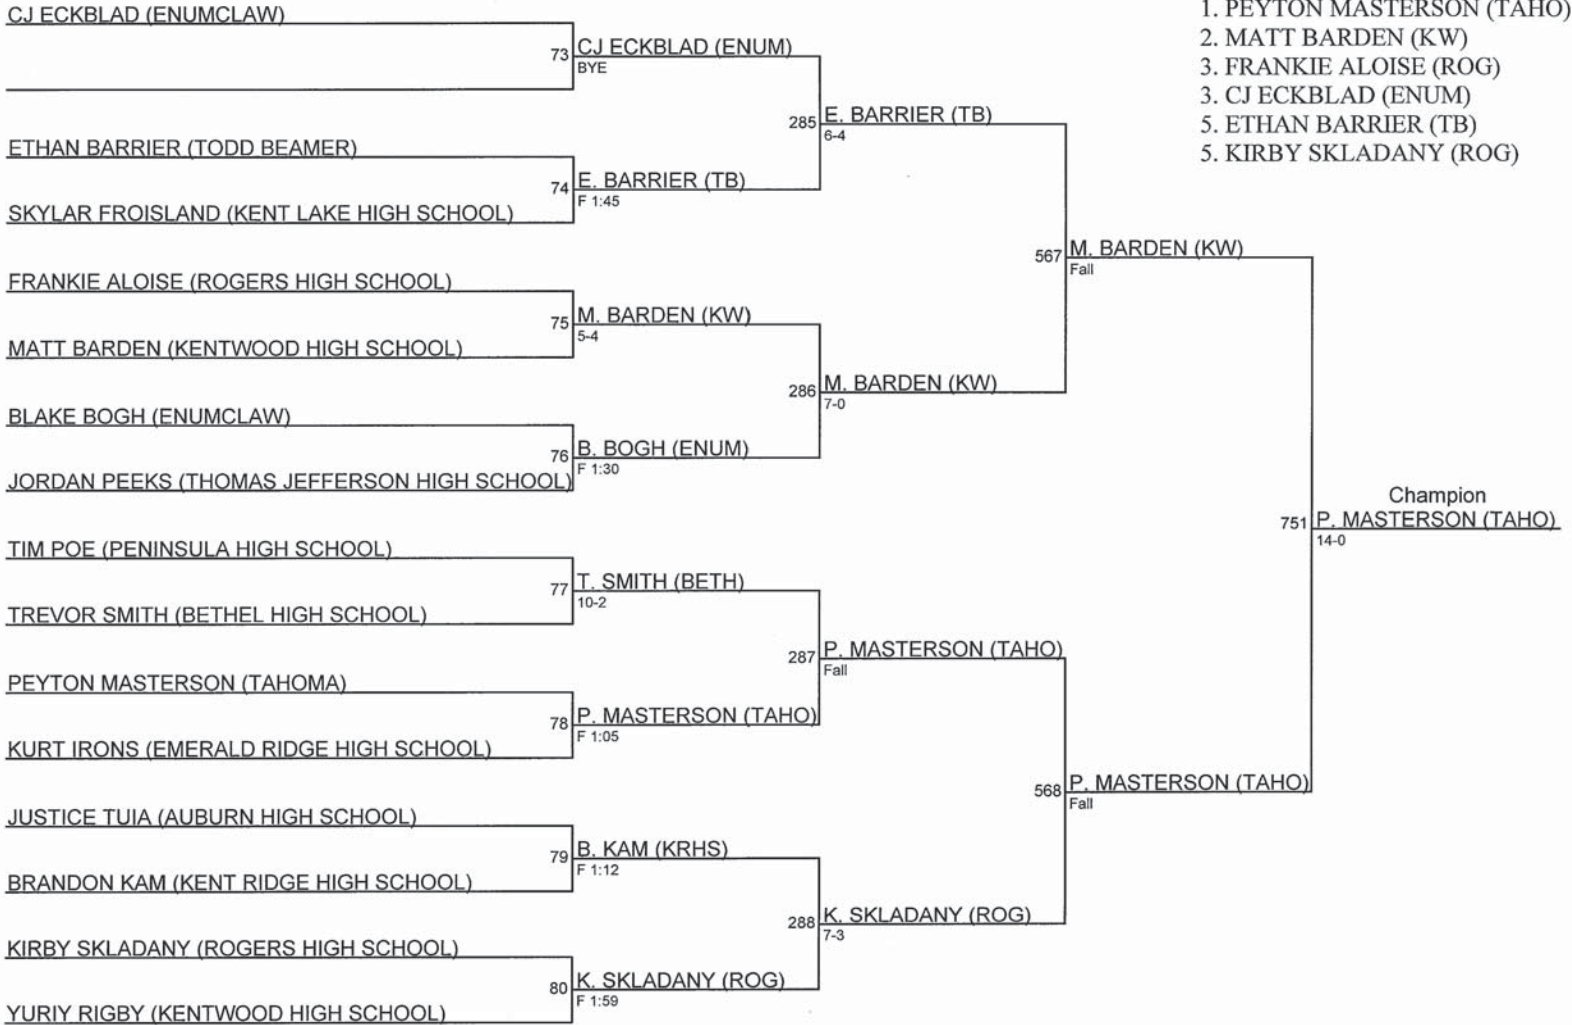 CJ ECKBLAD (ENUMCLAW)
73 CJ ECKBLAD (ENUM)
BYE
285 E. BARRIER (TB)
6-4
ETHAN BARRIER (TODD BEAMER)
74 E. BARRIER (TB)
F 1:45
SKYLAR FROISLAND (KENT LAKE HIGH SCHOOL)
567 M. BARDEN (KW)
Fall
FRANKIE ALOISE (ROGERS HIGH SCHOOL)
75 M. BARDEN (KW)
5-4
MATT BARDEN (KENTWOOD HIGH SCHOOL)
286 M. BARDEN (KW)
7-0
BLAKE BOGH (ENUMCLAW)
76 B. BOGH (ENUM)
F 1:30
JORDAN PEEKS (THOMAS JEFFERSON HIGH SCHOOL)
Champion
751 P. MASTERSON (TAHO)
14-0
TIM POE (PENINSULA HIGH SCHOOL)
77 T. SMITH (BETH)
10-2
TREVOR SMITH (BETHEL HIGH SCHOOL)
287 P. MASTERSON (TAHO)
Fall
PEYTON MASTERSON (TAHOMA)
78 P. MASTERSON (TAHO)
F 1:05
KURT IRONS (EMERALD RIDGE HIGH SCHOOL)
568 P. MASTERSON (TAHO)
Fall
JUSTICE TUIA (AUBURN HIGH SCHOOL)
79 B. KAM (KRHS)
F 1:12
BRANDON KAM (KENT RIDGE HIGH SCHOOL)
288 K. SKLADANY (ROG)
7-3
KIRBY SKLADANY (ROGERS HIGH SCHOOL)
80 K. SKLADANY (ROG)
F 1:59
YURIY RIGBY (KENTWOOD HIGH SCHOOL)
1. PEYTON MASTERSON (TAHO)
2. MATT BARDEN (KW)
3. FRANKIE ALOISE (ROG)
3. CJ ECKBLAD (ENUM)
5. ETHAN BARRIER (TB)
5. KIRBY SKLADANY (ROG)